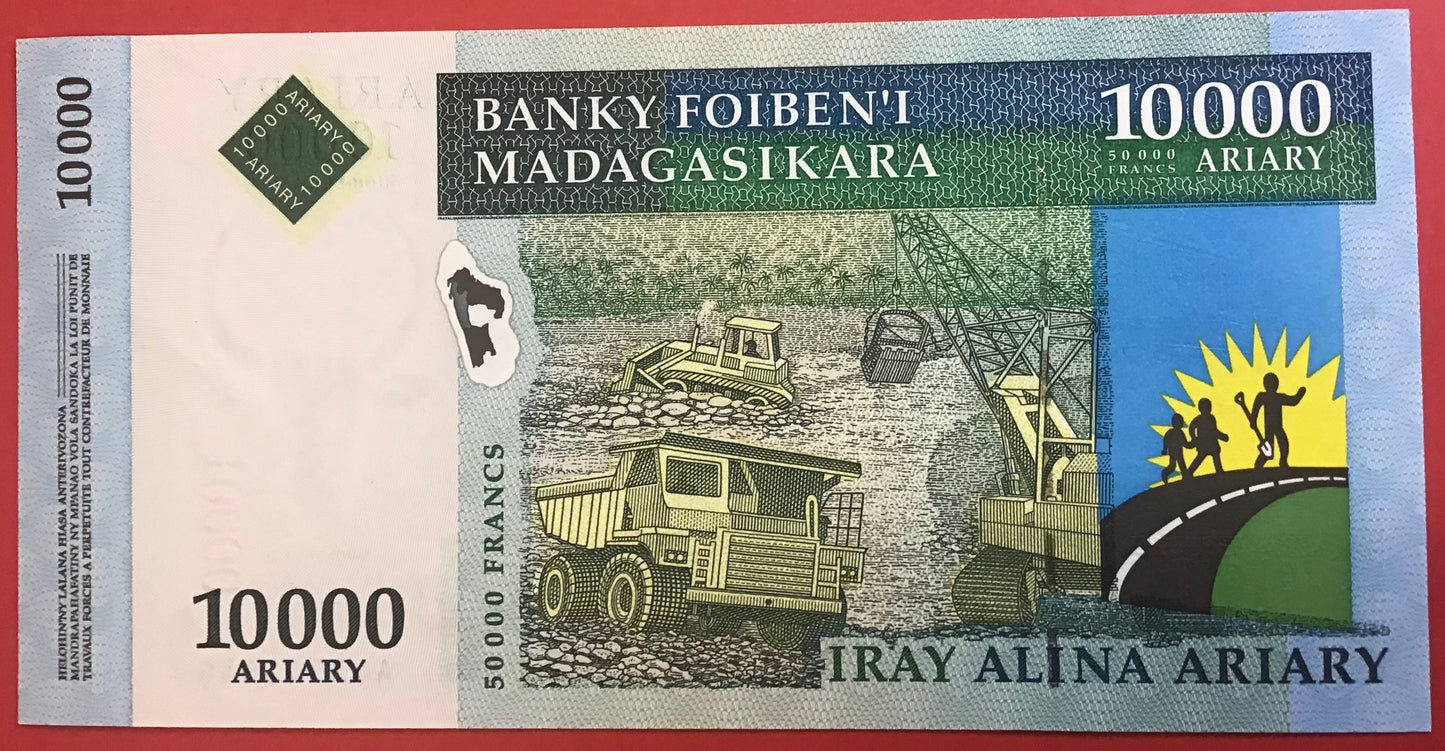 BANKY FOIBEN'I
MADAGASIKARA
10000
50000
FRANCS
ARIARY
10000
ARIARY
ARIARY
10000
10000
HELOHIN'NY LALANA HIASA ANTERIVOZONA
MANDRAPAHAFATINY NY MPANAO VOLA SANDOKA LA LOI PUNIT DE
TRAVAUX FORCES A PERPETUITE TOUT CONTREFACTEUR DE MONNAIE
50000 FRANCS
10000
ARIARY
IRAY ALINA ARIARY